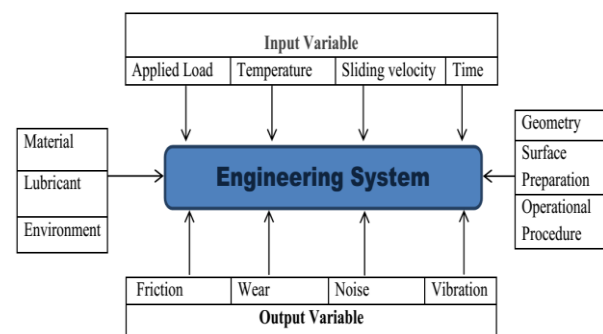 Input Variable
Applied Load Temperature Sliding velocity Time
Material
Lubricant
Environment
Engineering System
Geometry
Surface
Preparation
Operational
Procedure
Friction Wear Noise Vibration
Output Variable